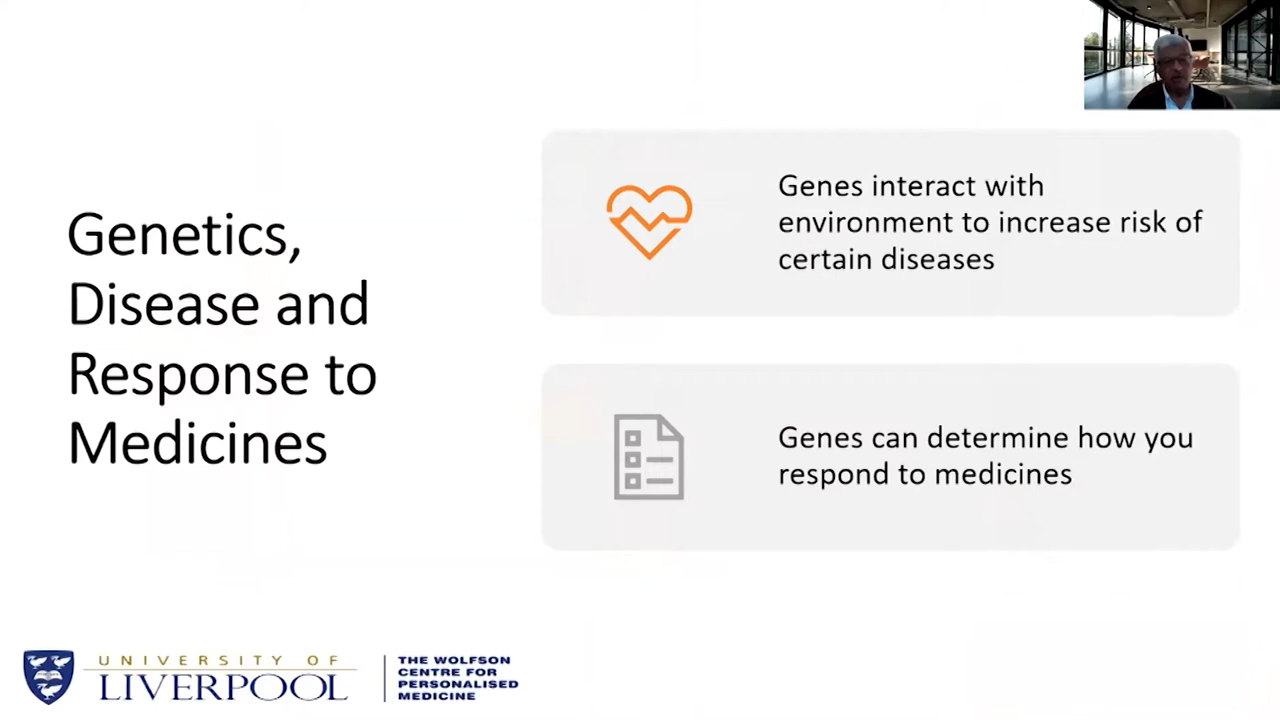 Genetics,
Disease and
Response to
Medicines
Genes interact with
environment to increase risk of
certain diseases
Genes can determine how you
respond to medicines
UNIVERSITY OF
LIVERPOOL
THE WOLFSON
CENTRE FOR
PERSONALISED
MEDICINE